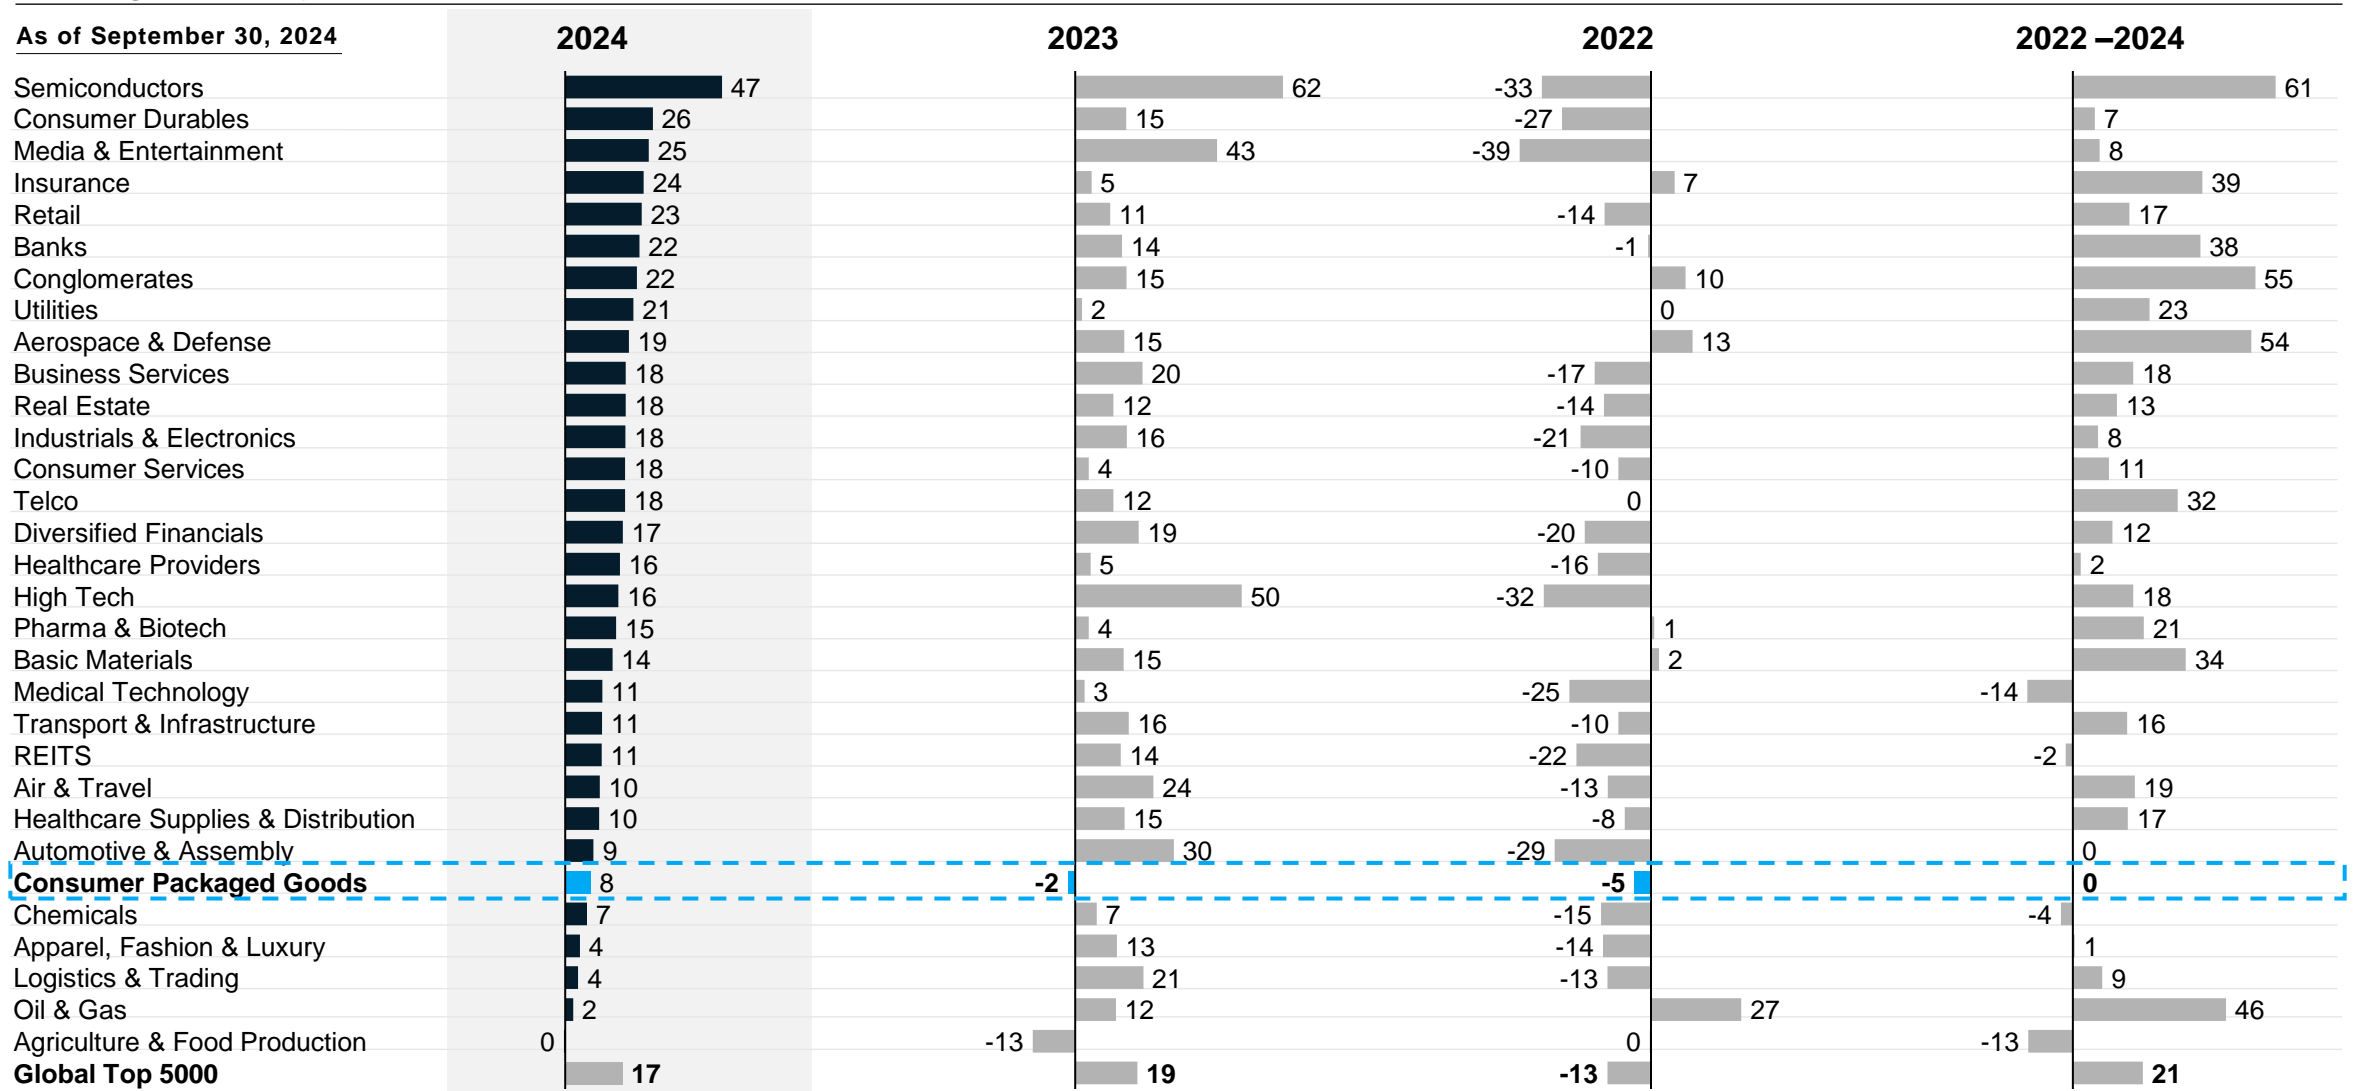 As of September 30, 2024 2024 2023 2022 2022 –2024
Semiconductors 47 62 -33 61
Consumer Durables 26 15 -27 7
Media & Entertainment 25 43 -39 8
Insurance 24 5 7 39
Retail 23 11 -14 17
Banks 22 14 -1 38
Conglomerates 22 15 10 55
Utilities 21 2 0 23
Aerospace & Defense 19 15 13 54
Business Services 18 20 -17 18
Real Estate 18 12 -14 13
Industrials & Electronics 18 16 -21 8
Consumer Services 18 4 -10 11
Telco 18 12 0 32
Diversified Financials 17 19 -20 12
Healthcare Providers 16 5 -16 2
High Tech 16 50 -32 18
Pharma & Biotech 15 4 1 21
Basic Materials 14 15 2 34
Medical Technology 11 3 -25 -14
Transport & Infrastructure 11 16 -10 16
REITS 11 14 -22 -2
Air & Travel 10 24 -13 19
Healthcare Supplies & Distribution 10 15 -8 17
Automotive & Assembly 9 30 -29 0
Consumer Packaged Goods 8 -2 -5 0
Chemicals 7 7 -15 -4
Apparel, Fashion & Luxury 4 13 -14 1
Logistics & Trading 4 21 -13 9
Oil & Gas 2 12 27 46
Agriculture & Food Production 0 -13 0 -13
Global Top 5000 17 19 -13 21